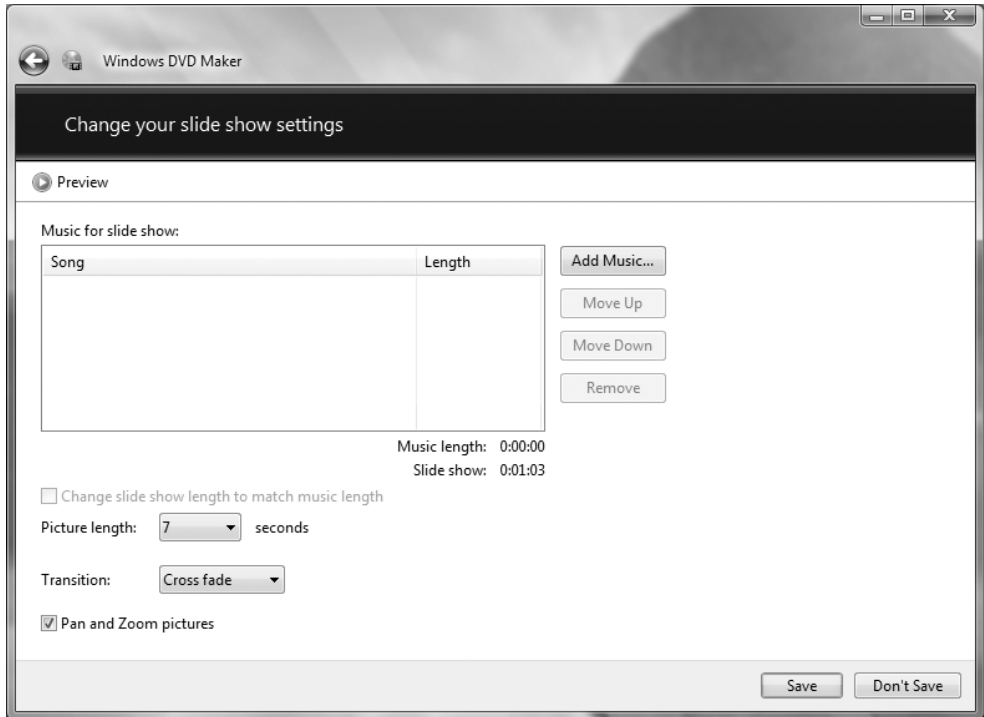 Windows DVD Maker
Change your slide show settings
Preview
Music for slide show:
Song Length
Add Music...
Move Up
Move Down
Remove
Music length: 0:00:00
Slide show: 0:01:03
Change slide show length to match music length
Picture length: 7 seconds
Transition: Cross fade
Pan and Zoom pictures
Save Don't Save